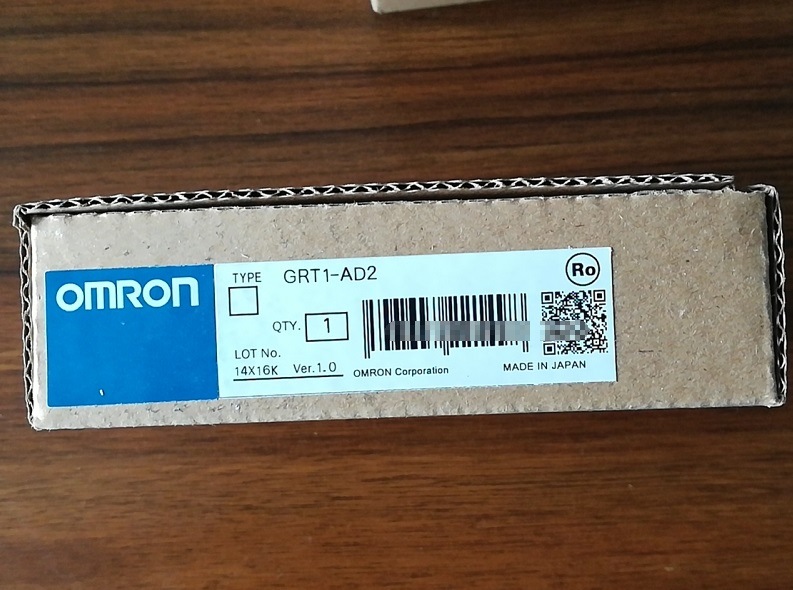 OMRON
TYPE GRT1-AD2
Ro
QTY. 1
LOT No.
14X16K Ver.1.0
OMRON Corporation
MADE IN JAPAN